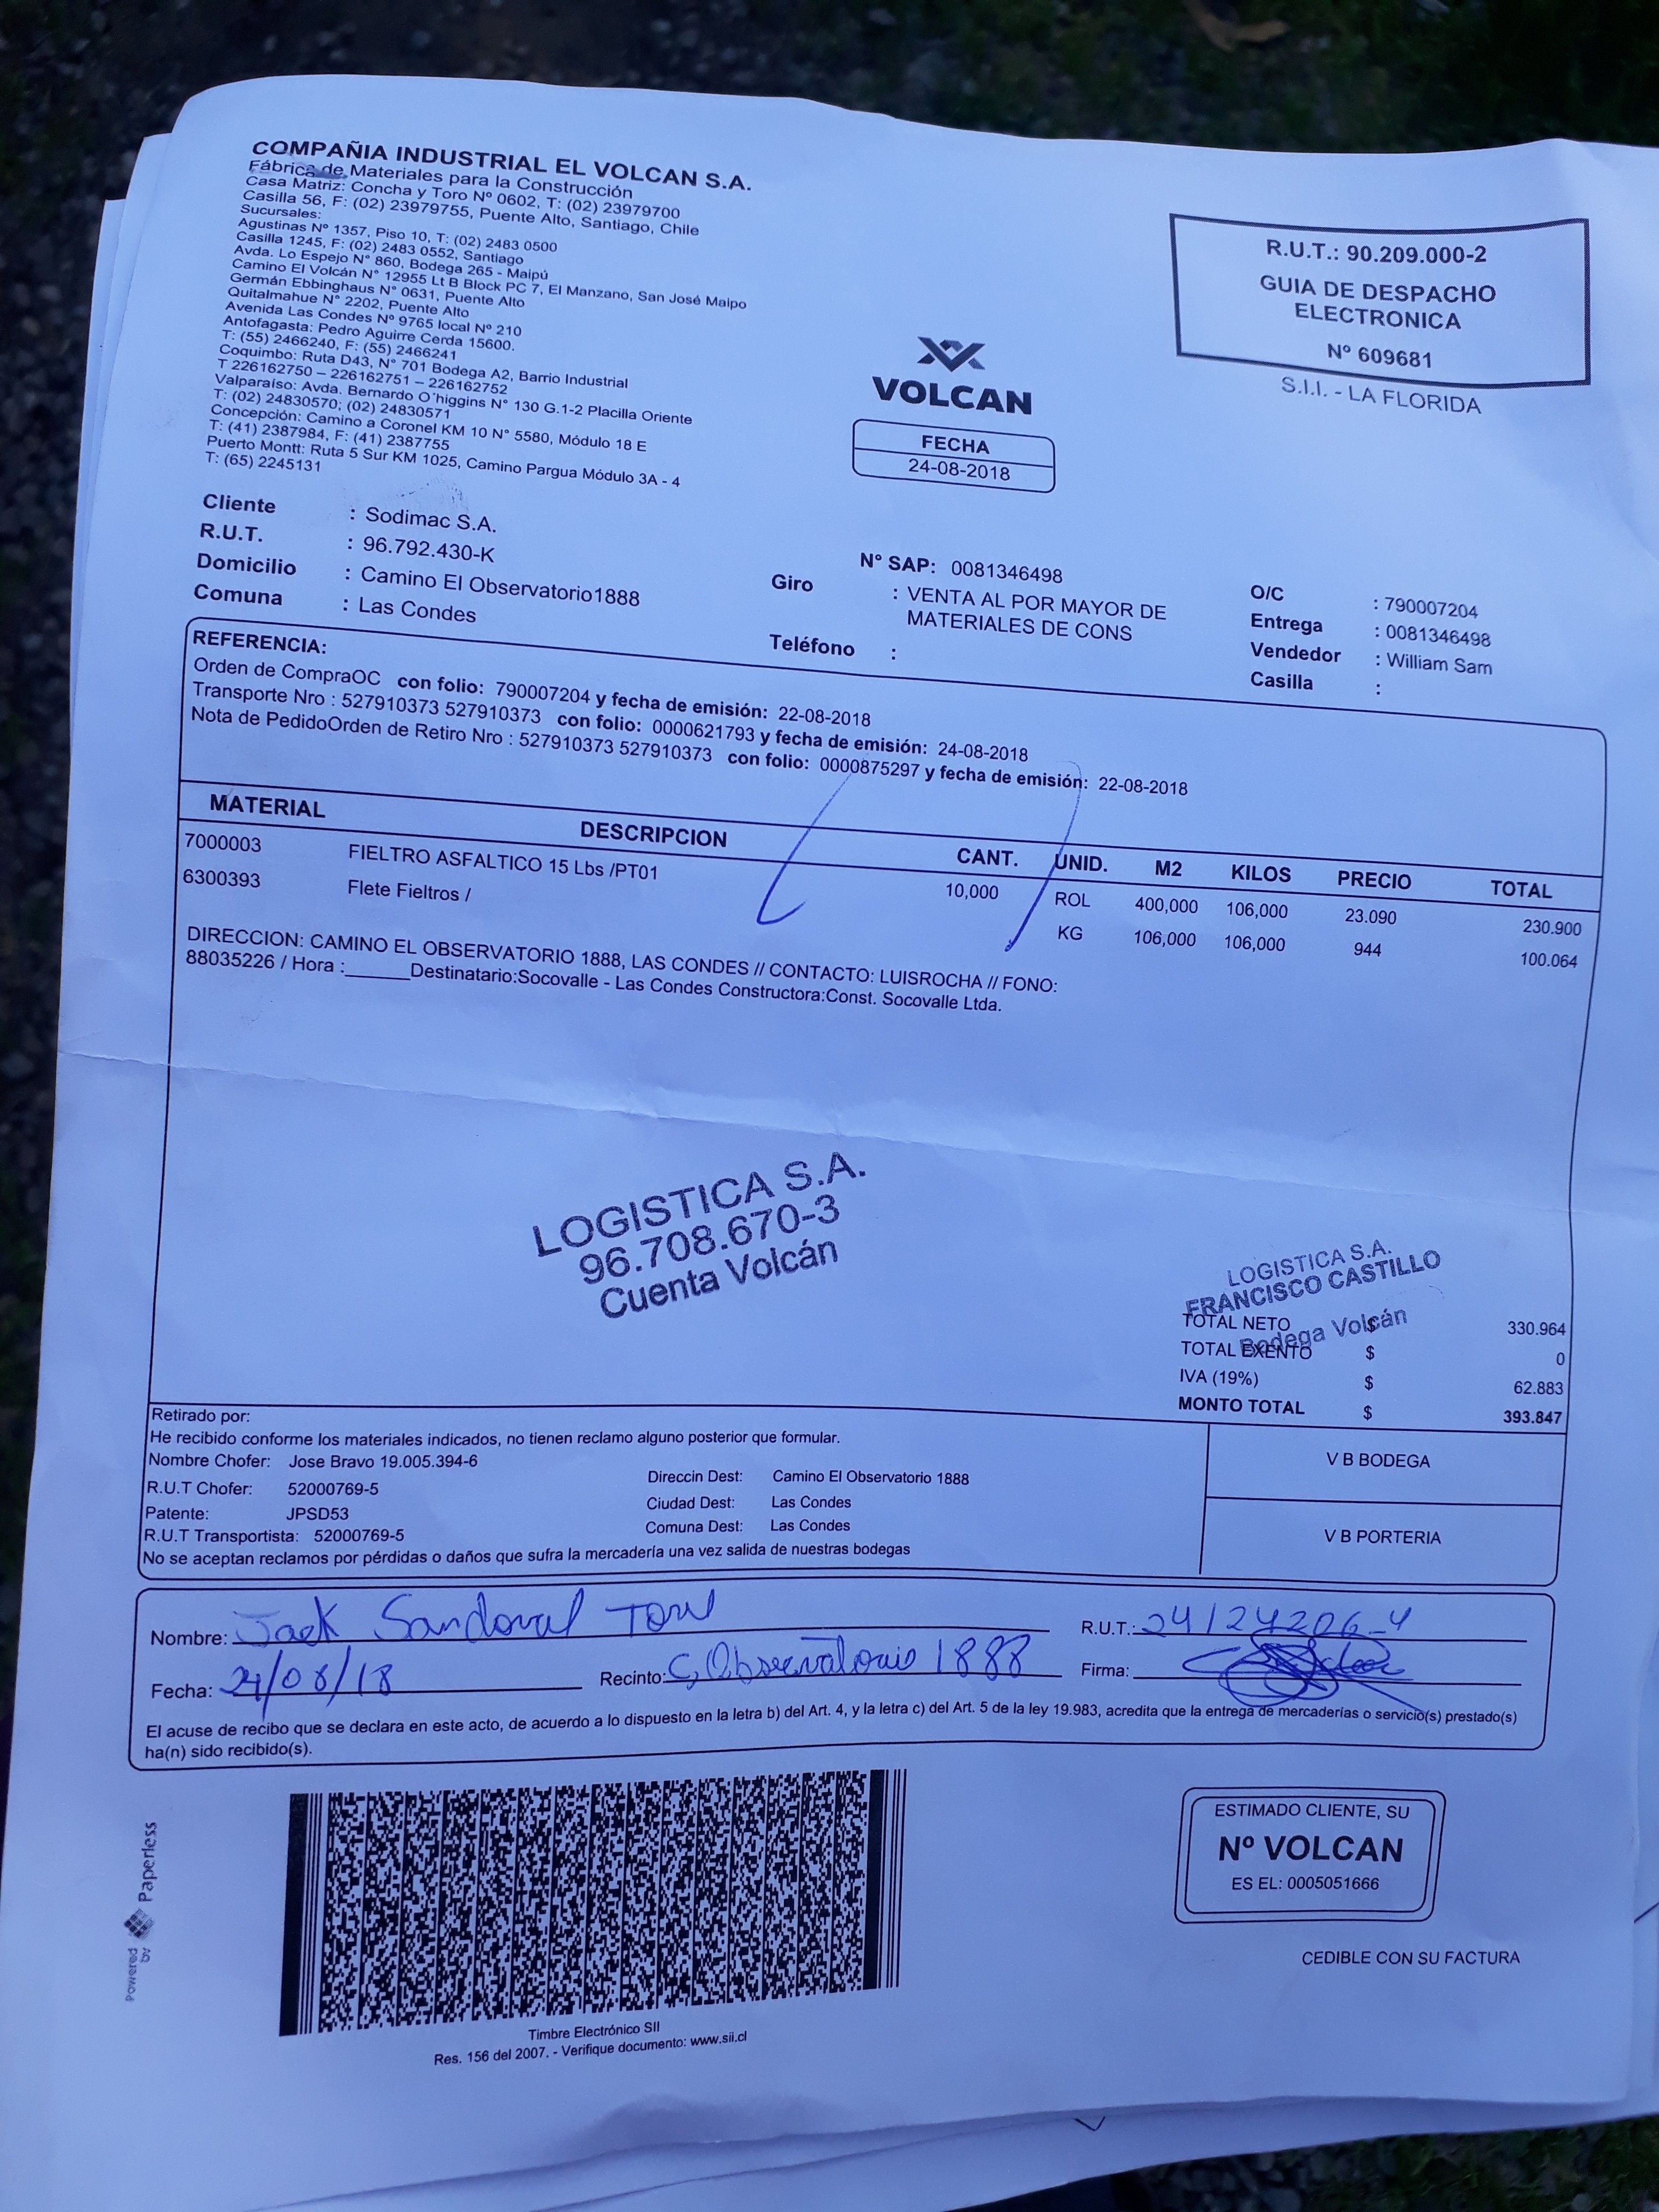 COMPAÑIA INDUSTRIAL EL VOLCAN S.A.
Fábrica de Materiales para la Construcción
Casa Matriz: Concha y Toro Nº 0602, T: (02) 23979700
Casilla 56, F: (02) 23979755, Puente Alto, Santiago, Chile
Sucursales:
Agustinas Nº 1357, Piso 10, T: (02) 2483 0500
Casilla 1245, F: (02) 2483 0552, Santiago
Avda. Lo Espejo N° 860, Bodega 265 - Maipú
Camino El Volcán N° 12955 Lt B Block PC 7, El Manzano, San José Maipo
Germán Ebbinghaus N° 0631, Puente Alto
Quitalmahue N° 2202, Puente Alto
Avenida Las Condes Nº 9765 local Nº 210
Antofagasta: Pedro Aguirre Cerda 15600.
T: (55) 2466240, F: (55) 2466241
Coquimbo: Ruta D43, N° 701 Bodega A2, Barrio Industrial
T 226162750 – 226162751 – 226162752
Valparaíso: Avda. Bernardo O´higgins N° 130 G.1-2 Placilla Oriente
T: (02) 24830570; (02) 24830571
Concepción: Camino a Coronel KM 10 N° 5580, Módulo 18 E
T: (41) 2387984, F: (41) 2387755
Puerto Montt: Ruta 5 Sur KM 1025, Camino Pargua Módulo 3A - 4
T: (65) 2245131
R.U.T.: 90.209.000-2
GUIA DE DESPACHO
ELECTRONICA
Nº 609681
S.I.I. - LA FLORIDA
VOLCAN
FECHA
24-08-2018
Cliente : Sodimac S.A.
R.U.T. : 96.792.430-K
Domicilio : Camino El Observatorio1888
Comuna : Las Condes
Nº SAP: 0081346498
Giro : VENTA AL POR MAYOR DE
MATERIALES DE CONS
Teléfono :
O/C : 790007204
Entrega : 0081346498
Vendedor : William Sam
Casilla :
REFERENCIA:
Orden de CompraOC con folio: 790007204 y fecha de emisión: 22-08-2018
Transporte Nro : 527910373 527910373 con folio: 0000621793 y fecha de emisión: 24-08-2018
Nota de PedidoOrden de Retiro Nro : 527910373 527910373 con folio: 0000875297 y fecha de emisión: 22-08-2018
MATERIAL DESCRIPCION CANT. UNID. M2 KILOS PRECIO TOTAL
7000003 FIELTRO ASFALTICO 15 Lbs /PT01 10,000 ROL 400,000 106,000 23.090 230.900
6300393 Flete Fieltros / KG 106,000 106,000 944 100.064
DIRECCION: CAMINO EL OBSERVATORIO 1888, LAS CONDES // CONTACTO: LUISROCHA // FONO:
88035226 / Hora :______Destinatario:Socovalle - Las Condes Constructora:Const. Socovalle Ltda.
LOGISTICA S.A.
96.708.670-3
Cuenta Volcán
LOGISTICA S.A.
FRANCISCO CASTILLO
Bodega Volcán
TOTAL NETO $ 330.964
TOTAL EXENTO $ 0
IVA (19%) $ 62.883
MONTO TOTAL $ 393.847
Retirado por:
He recibido conforme los materiales indicados, no tienen reclamo alguno posterior que formular.
Nombre Chofer: Jose Bravo 19.005.394-6
R.U.T Chofer: 52000769-5
Patente: JPSD53
R.U.T Transportista: 52000769-5
Direccin Dest: Camino El Observatorio 1888
Ciudad Dest: Las Condes
Comuna Dest: Las Condes
No se aceptan reclamos por pérdidas o daños que sufra la mercadería una vez salida de nuestras bodegas
V B BODEGA
V B PORTERIA
Nombre: Jack Sandoval
R.U.T.: 24124206-4
Fecha: 24/08/18
Recinto: C, Observatorio 1888
Firma:
El acuse de recibo que se declara en este acto, de acuerdo a lo dispuesto en la letra b) del Art. 4, y la letra c) del Art. 5 de la ley 19.983, acredita que la entrega de mercaderías o servicio(s) prestado(s)
ha(n) sido recibido(s).
Powered by Paperless
Timbre Electrónico SII
Res. 156 del 2007. - Verifique documento: www.sii.cl
ESTIMADO CLIENTE, SU
Nº VOLCAN
ES EL: 0005051666
CEDIBLE CON SU FACTURA